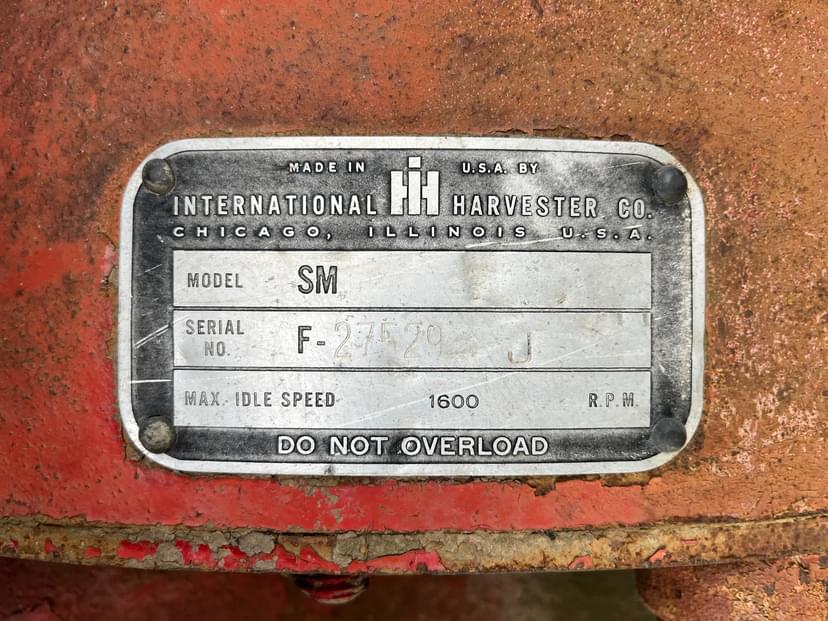 MADE IN U.S.A. BY
INTERNATIONAL IH HARVESTER CO.
CHICAGO, ILLINOIS U.S.A.
MODEL SM
SERIAL NO. F-27529 J
MAX. IDLE SPEED 1600 R.P.M.
DO NOT OVERLOAD